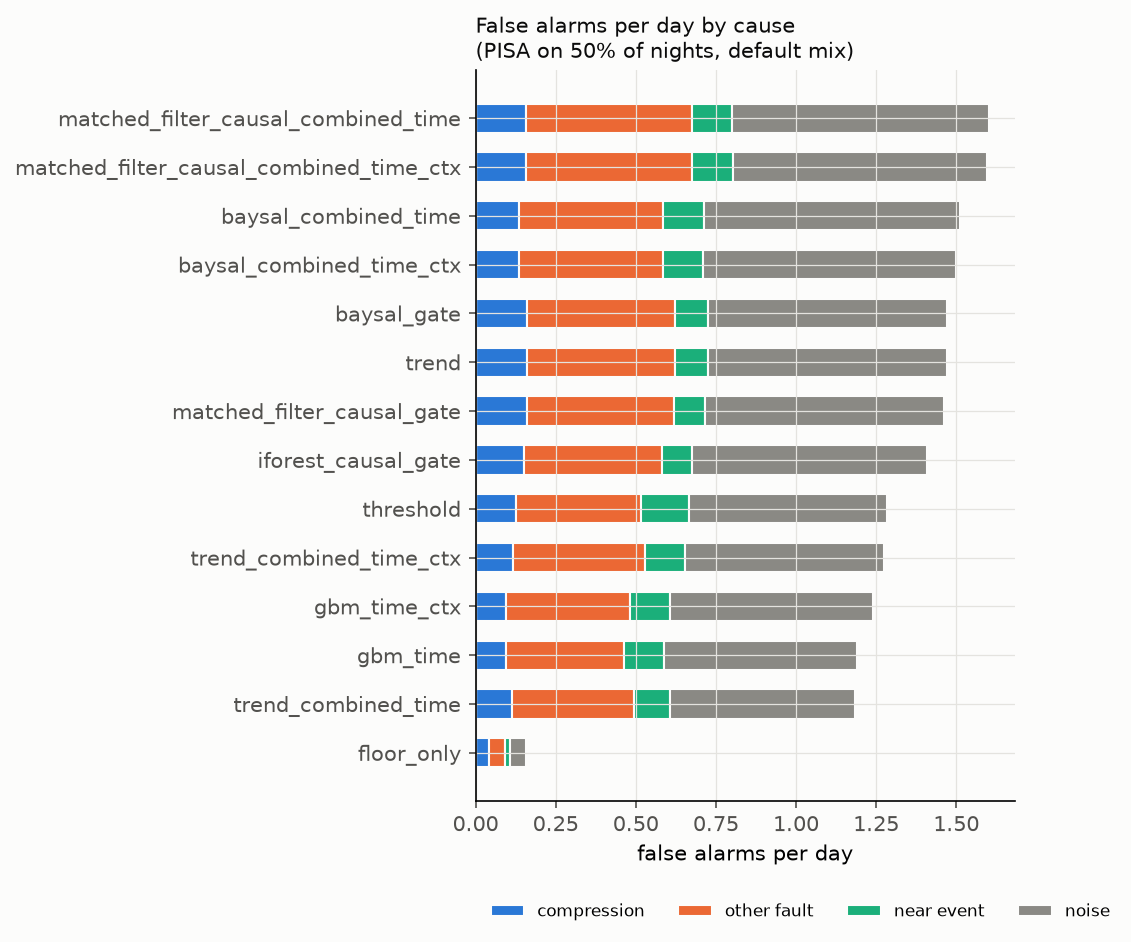 False alarms per day by cause
(PISA on 50% of nights, default mix)
matched_filter_causal_combined_time
matched_filter_causal_combined_time_ctx
baysal_combined_time
baysal_combined_time_ctx
baysal_gate
trend
matched_filter_causal_gate
iforest_causal_gate
threshold
trend_combined_time_ctx
gbm_time_ctx
gbm_time
trend_combined_time
floor_only
0.00 0.25 0.50 0.75 1.00 1.25 1.50
false alarms per day
compression other fault near event noise